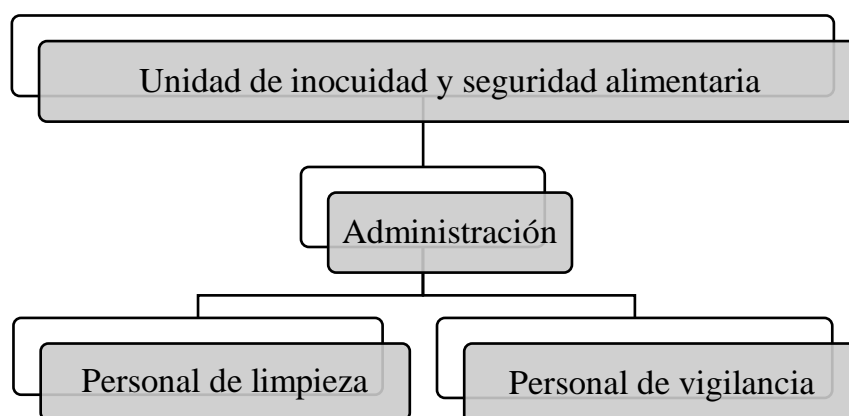 Unidad de inocuidad y seguridad alimentaria
Administración
Personal de limpieza
Personal de vigilancia